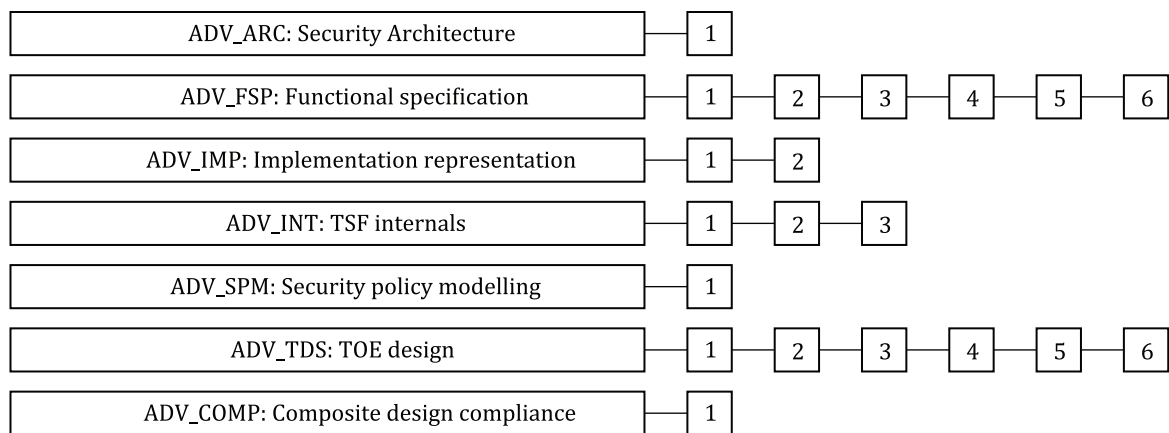 ADV_ARC: Security Architecture 1
ADV_FSP: Functional specification 1 2 3 4 5 6
ADV_IMP: Implementation representation 1 2
ADV_INT: TSF internals 1 2 3
ADV_SPM: Security policy modelling 1
ADV_TDS: TOE design 1 2 3 4 5 6
ADV_COMP: Composite design compliance 1